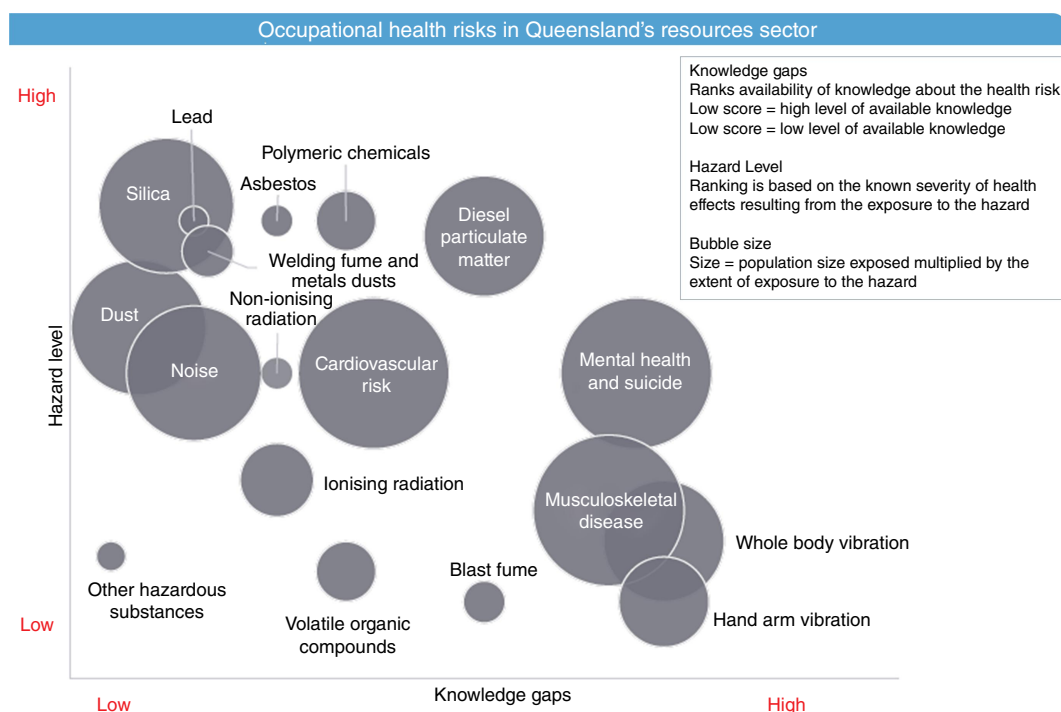 Occupational health risks in Queensland's resources sector
Knowledge gaps
Ranks availability of knowledge about the health risk
Low score = high level of available knowledge
Low score = low level of available knowledge
Hazard Level
Ranking is based on the known severity of health
effects resulting from the exposure to the hazard
Bubble size
Size = population size exposed multiplied by the
extent of exposure to the hazard
High
Lead
Polymeric chemicals
Asbestos
Silica
Diesel
particulate
matter
Welding fume and
metals dusts
Non-ionising
radiation
Dust
Noise
Cardiovascular
risk
Mental health
and suicide
Hazard level
Ionising radiation
Musculoskeletal
disease
Whole body vibration
Other hazardous
substances
Blast fume
Volatile organic
compounds
Hand arm vibration
Low
Knowledge gaps
Low
High